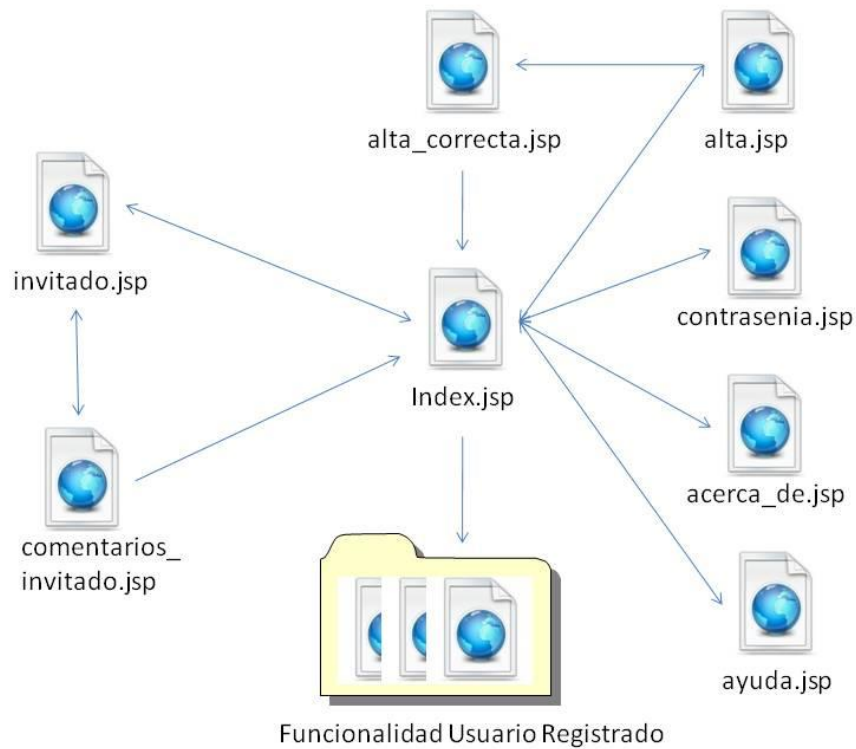 alta_correcta.jsp
alta.jsp
invitado.jsp
contrasenia.jsp
Index.jsp
acerca_de.jsp
comentarios_
invitado.jsp
ayuda.jsp
Funcionalidad Usuario Registrado